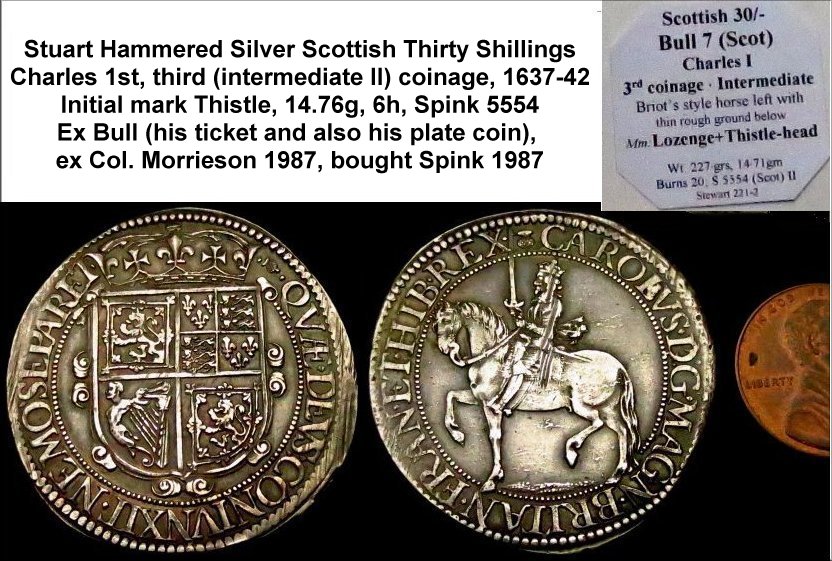 Stuart Hammered Silver Scottish Thirty Shillings
Charles 1st, third (intermediate II) coinage, 1637-42
Initial mark Thistle, 14.76g, 6h, Spink 5554
Ex Bull (his ticket and also his plate coin),
ex Col. Morrieson 1987, bought Spink 1987
Scottish 30/-
Bull 7 (Scot)
Charles I
3rd coinage · Intermediate
Briot's style horse left with
thin rough ground below
Mm. Lozenge+Thistle-head
Wt. 227 grs, 14.71gm
Burns 20, S 5554 (Scot) II
Stewart 221-2
QVÆ·DEVS·CONIVNXIT·NEMO·SEPARET
CAROLVS·DG·MAGN·BRITAN·FRAN·ET·HIB·REX
LIBERTY